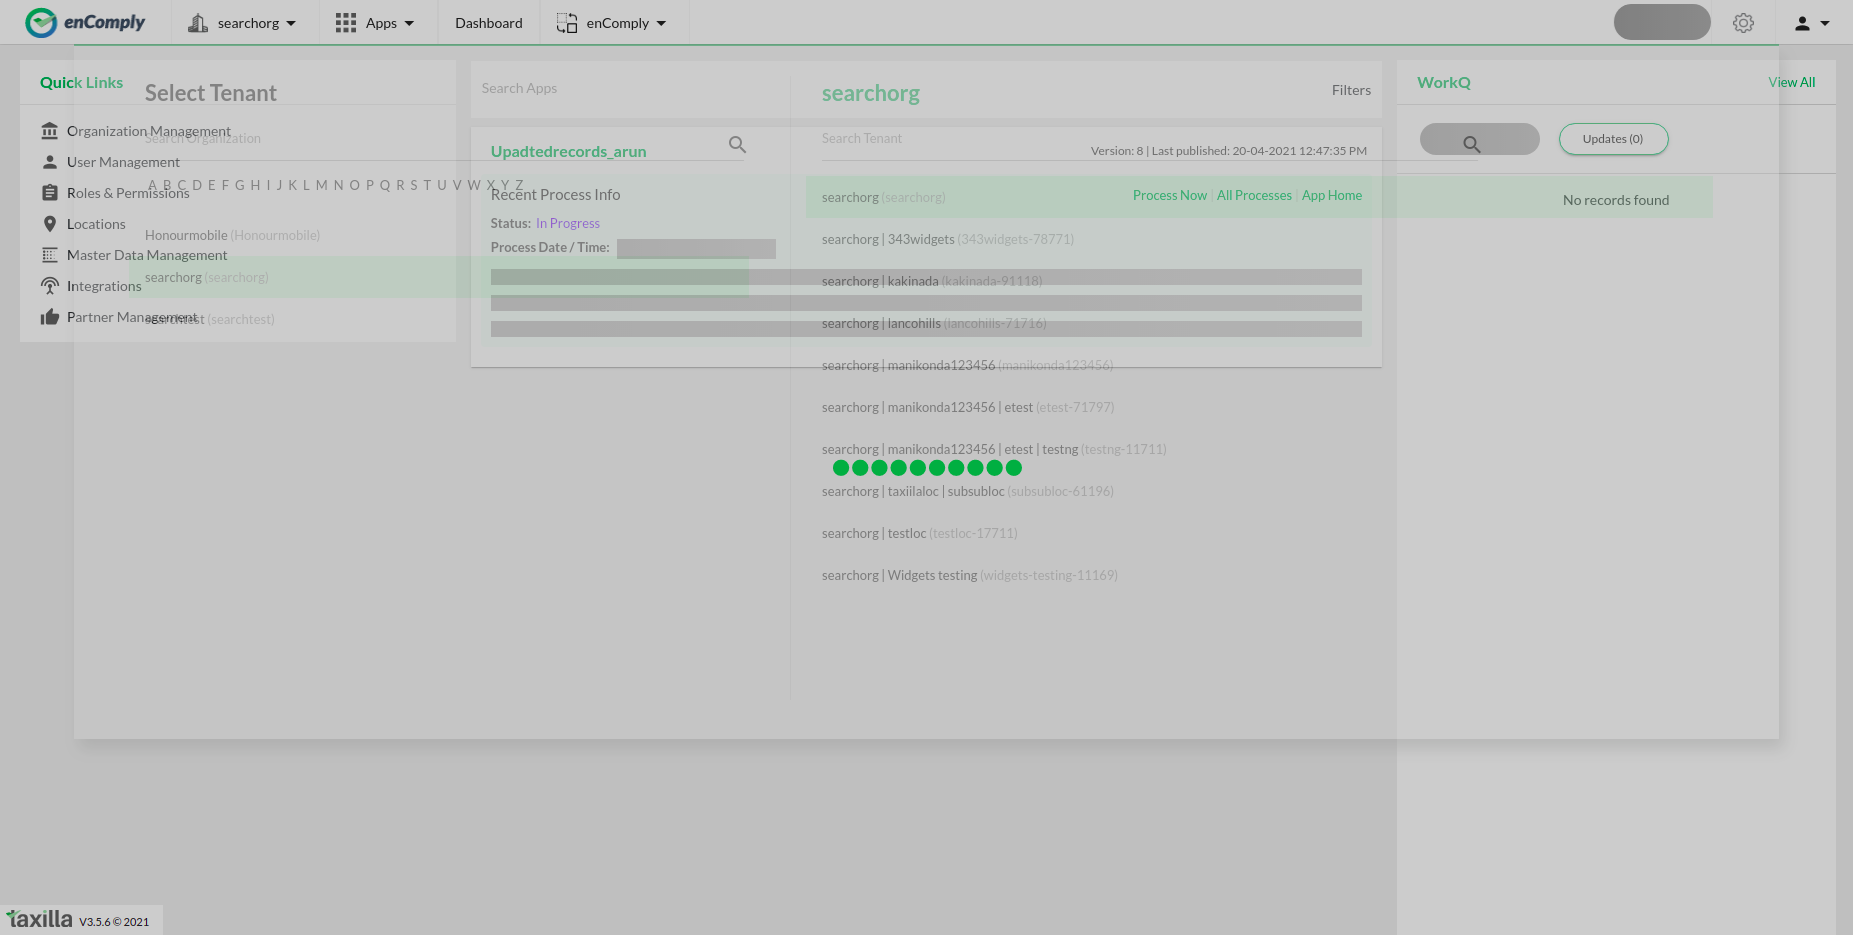 enComply
searchorg
Apps
Dashboard
enComply
Quick Links
Organization Management
User Management
Roles & Permissions
Locations
Master Data Management
Integrations
Partner Management
Select Tenant
Search Organization
A B C D E F G H I J K L M N O P Q R S T U V W X Y Z
Honourmobile (Honourmobile)
searchorg (searchorg)
searchtest (searchtest)
Search Apps
Filters
Upadtedrecords_arun
Version: 8 | Last published: 20-04-2021 12:47:35 PM
Recent Process Info
Process Now | All Processes | App Home
Status: In Progress
Process Date / Time:
searchorg
Search Tenant
searchorg (searchorg)
searchorg | 343widgets (343widgets-78771)
searchorg | kakinada (kakinada-91118)
searchorg | lancohills (lancohills-71716)
searchorg | manikonda123456 (manikonda123456)
searchorg | manikonda123456 | etest (etest-71797)
searchorg | manikonda123456 | etest | testng (testng-11711)
searchorg | taxiilaloc | subsubloc (subsubloc-61196)
searchorg | testloc (testloc-17711)
searchorg | Widgets testing (widgets-testing-11169)
WorkQ
View All
Updates (0)
No records found
taxilla V3.5.6 © 2021